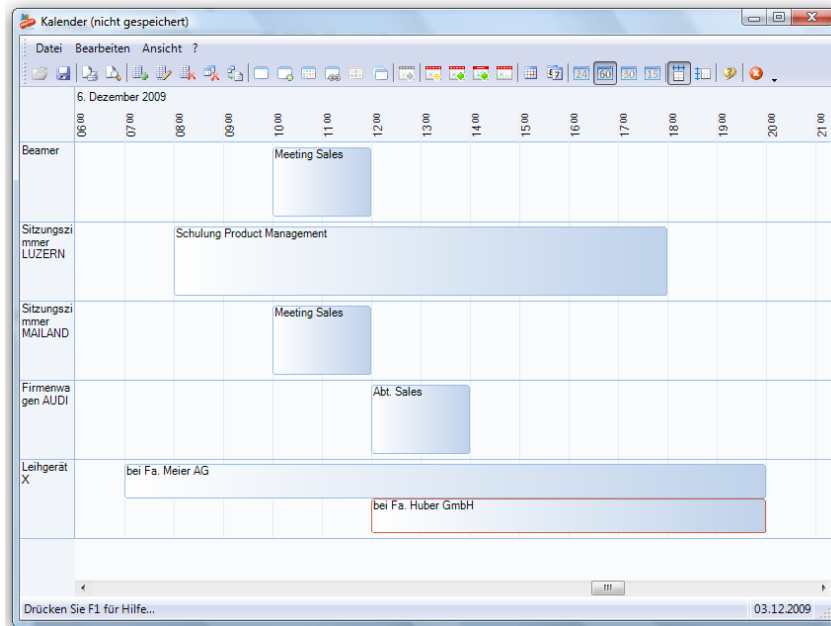 Kalender (nicht gespeichert)
Datei Bearbeiten Ansicht ?
24 60 30 15
6. Dezember 2009
06:00 07:00 08:00 09:00 10:00 11:00 12:00 13:00 14:00 15:00 16:00 17:00 18:00 19:00 20:00 21:00
Beamer
Meeting Sales
Sitzungszi
mmer
LUZERN
Schulung Product Management
Sitzungszi
mmer
MAILAND
Meeting Sales
Firmenwa
gen AUDI
Abt. Sales
Leihgerät
X
bei Fa. Meier AG
bei Fa. Huber GmbH
Drücken Sie F1 für Hilfe...
03.12.2009